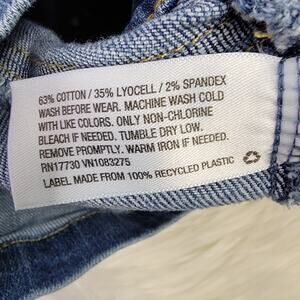 63% COTTON / 35% LYOCELL / 2% SPANDEX
WASH BEFORE WEAR. MACHINE WASH COLD
WITH LIKE COLORS. ONLY NON-CHLORINE
BLEACH IF NEEDED. TUMBLE DRY LOW.
REMOVE PROMPTLY. WARM IRON IF NEEDED.
RN17730 VN1083275
LABEL MADE FROM 100% RECYCLED PLASTIC